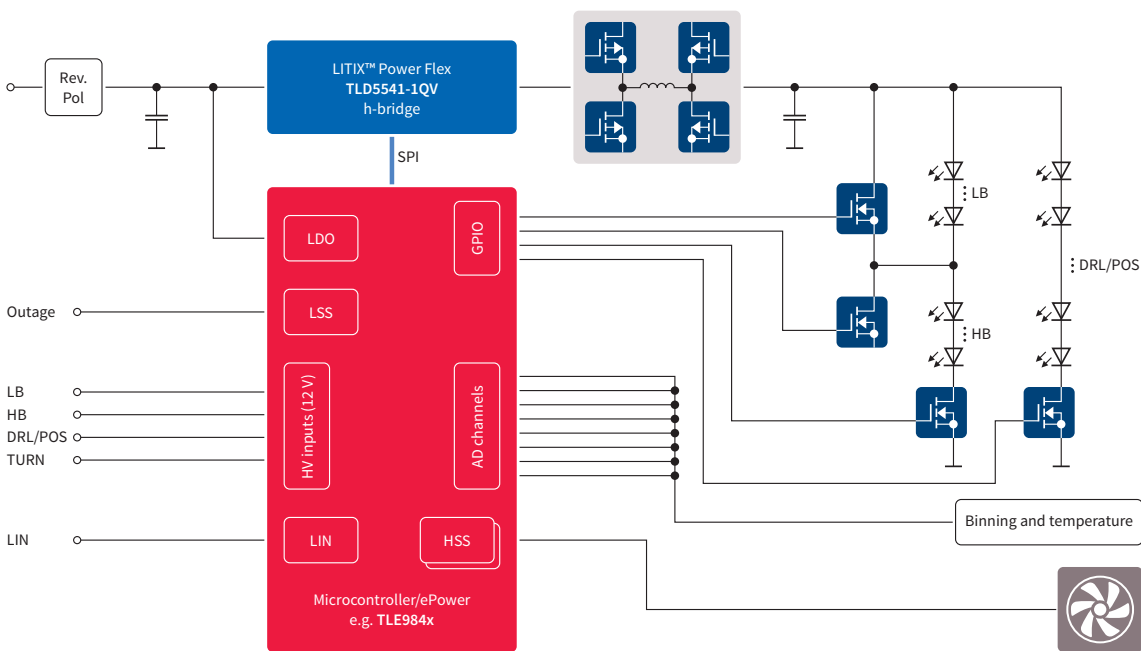 Rev.
Pol
LITIX™ Power Flex
TLD5541-1QV
h-bridge
SPI
LDO
GPIO
LB
DRL/POS
Outage
LSS
HB
LB
HB
DRL/POS
TURN
HV inputs (12 V)
AD channels
Binning and temperature
LIN
LIN
HSS
Microcontroller/ePower
e.g. TLE984x